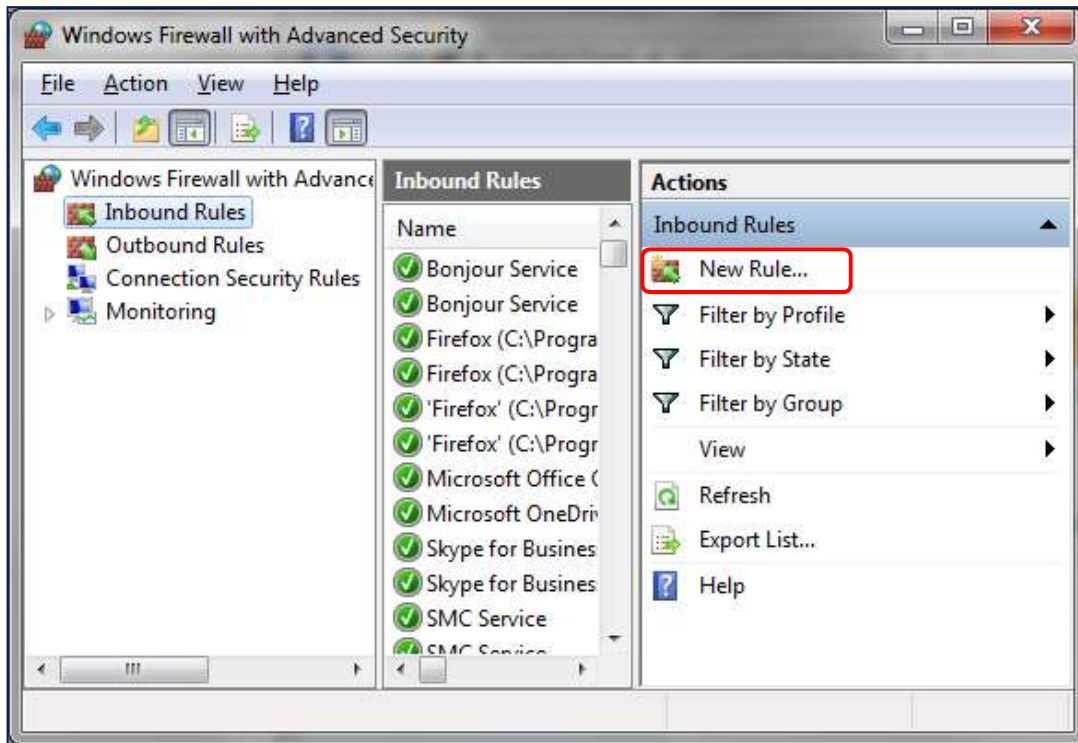 Windows Firewall with Advanced Security
File Action View Help
Windows Firewall with Advance
Inbound Rules
Outbound Rules
Connection Security Rules
Monitoring
Inbound Rules
Name
Bonjour Service
Bonjour Service
Firefox (C:\Progra
Firefox (C:\Progra
'Firefox' (C:\Progr
'Firefox' (C:\Progr
Microsoft Office (
Microsoft OneDriv
Skype for Busines
Skype for Busines
SMC Service
SMC Service
Actions
Inbound Rules
New Rule...
Filter by Profile
Filter by State
Filter by Group
View
Refresh
Export List...
Help